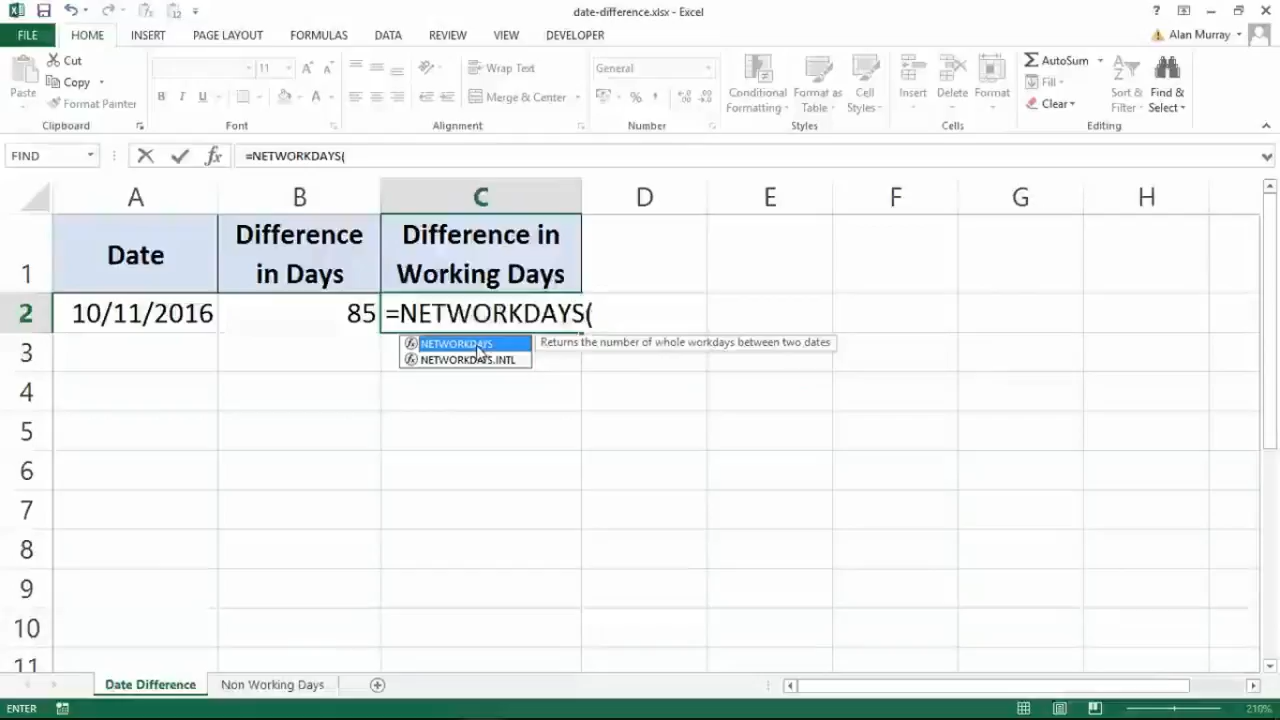 date-difference.xlsx - Excel
?
FILE HOME INSERT PAGE LAYOUT FORMULAS DATA REVIEW VIEW DEVELOPER Alan Murray
Paste
Cut
Copy
Format Painter
Clipboard
11 A A
B I U A
Font
Wrap Text
Merge & Center
Alignment
General
%
Number
Conditional Formatting
Format as Table
Cell Styles
Styles
Insert
Delete
Format
Cells
AutoSum
Fill
Clear
Sort & Filter
Find & Select
Editing
FIND fx =NETWORKDAYS(
A B C D E F G H
1 Date Difference in Days Difference in Working Days
2 10/11/2016 85 =NETWORKDAYS(
NETWORKDAYS Returns the number of whole workdays between two dates
NETWORKDAYS.INTL
3
4
5
6
7
8
9
10
11
Date Difference Non Working Days
ENTER 210%